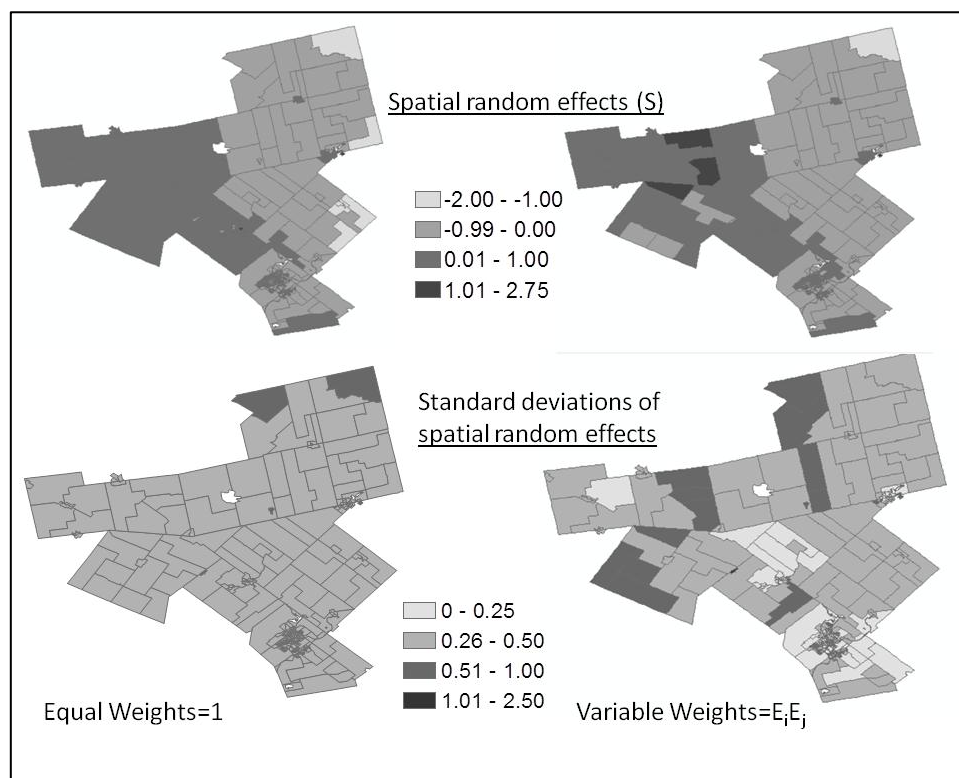 Spatial random effects (S)
-2.00 - -1.00
-0.99 - 0.00
0.01 - 1.00
1.01 - 2.75
Standard deviations of
spatial random effects
0 - 0.25
0.26 - 0.50
0.51 - 1.00
1.01 - 2.50
Equal Weights=1
Variable Weights=EiEj